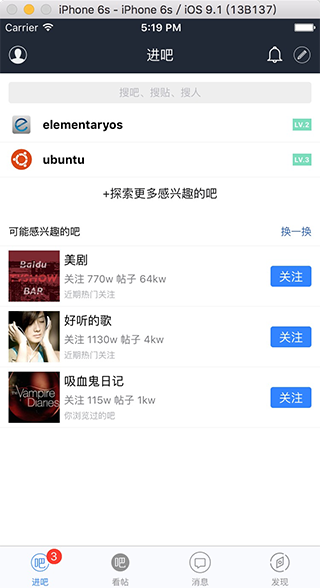 iPhone 6s - iPhone 6s / iOS 9.1 (13B137)
Carrier 5:19 PM
进吧
搜吧、搜贴、搜人
elementaryos LV.2
ubuntu LV.3
+探索更多感兴趣的吧
可能感兴趣的吧 换一换
Baidu
SHOW
BAR
美剧
关注 770w 帖子 64kw
近期热门关注
关注
好听的歌
关注 1130w 帖子 4kw
近期热门关注
关注
The Vampire
Diaries
吸血鬼日记
关注 115w 帖子 1kw
你浏览过的吧
关注
吧 3 吧
进吧 看帖 消息 发现